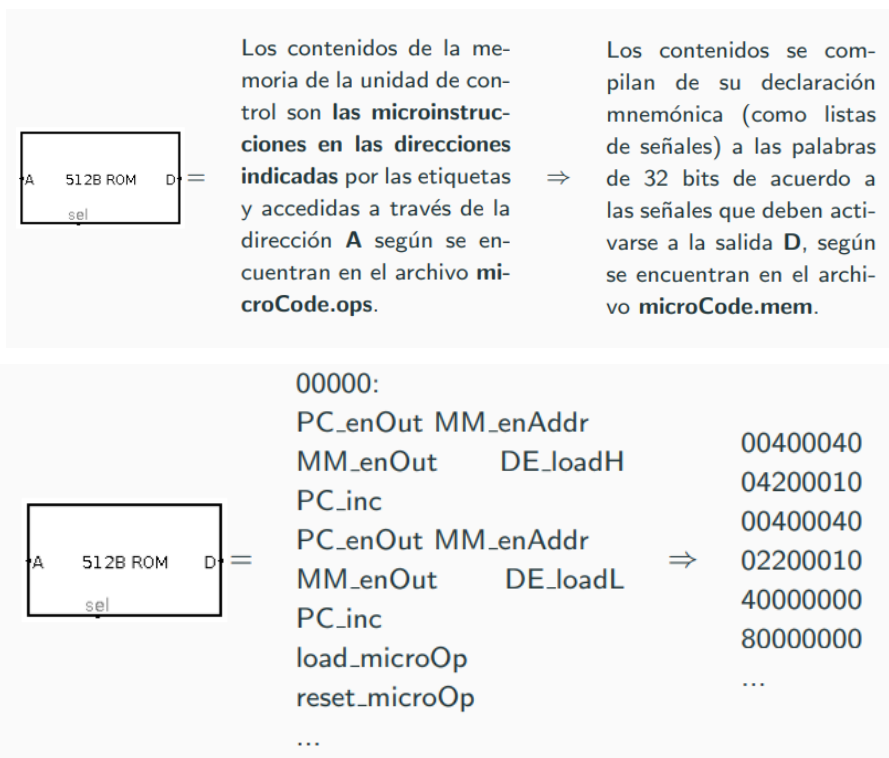 A 512B ROM D
sel
=
Los contenidos de la me-
moria de la unidad de con-
trol son las microinstruc-
ciones en las direcciones
indicadas por las etiquetas
y accedidas a través de la
dirección A según se en-
cuentran en el archivo mi-
croCode.ops.
⇒
Los contenidos se com-
pilan de su declaración
mnemónica (como listas
de señales) a las palabras
de 32 bits de acuerdo a
las señales que deben acti-
varse a la salida D, según
se encuentran en el archi-
vo microCode.mem.
A 512B ROM D
sel
=
00000:
PC_enOut MM_enAddr
MM_enOut DE_loadH
PC_inc
PC_enOut MM_enAddr
MM_enOut DE_loadL
PC_inc
load_microOp
reset_microOp
...
⇒
00400040
04200010
00400040
02200010
40000000
80000000
...